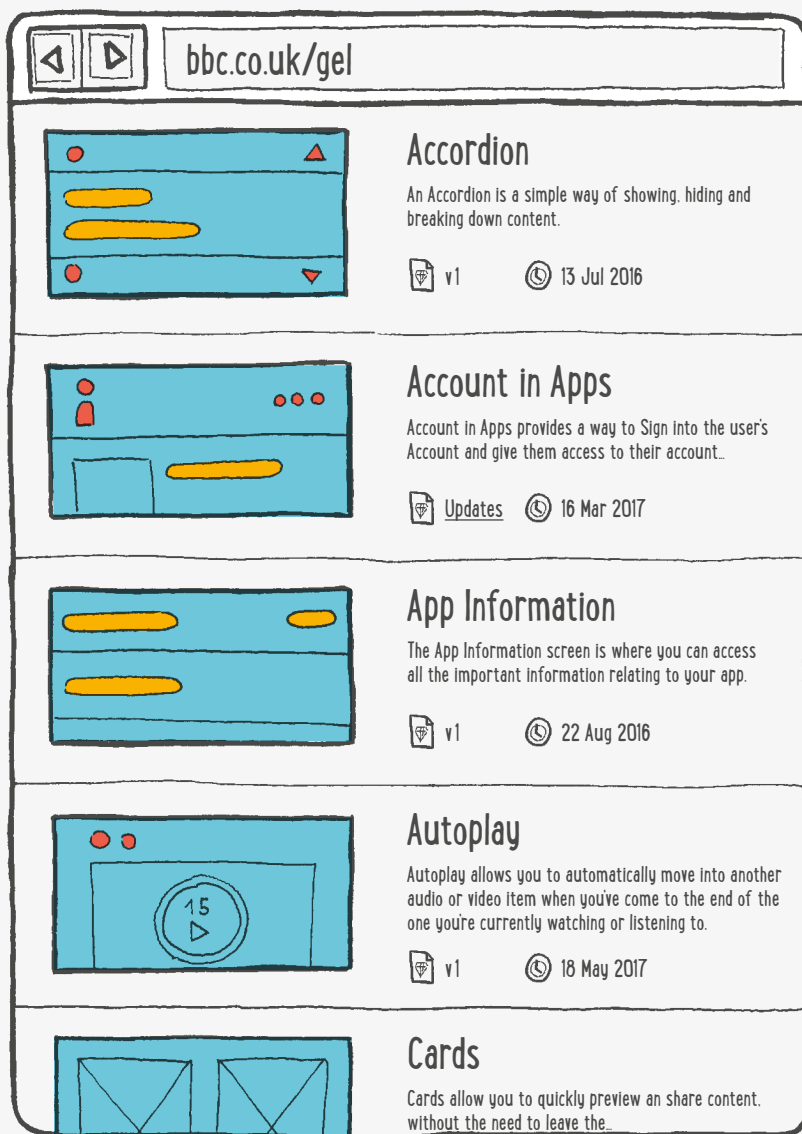 bbc.co.uk/gel
Accordion
An Accordion is a simple way of showing. hiding and
breaking down content.
v1 13 Jul 2016
Account in Apps
Account in Apps provides a way to Sign into the user's
Account and give them access to their account...
Updates 16 Mar 2017
App Information
The App Information screen is where you can access
all the important information relating to your app.
v1 22 Aug 2016
15
Autoplay
Autoplay allows you to automatically move into another
audio or video item when you've come to the end of the
one you're currently watching or listening to.
v1 18 May 2017
Cards
Cards allow you to quickly preview an share content.
without the need to leave the...